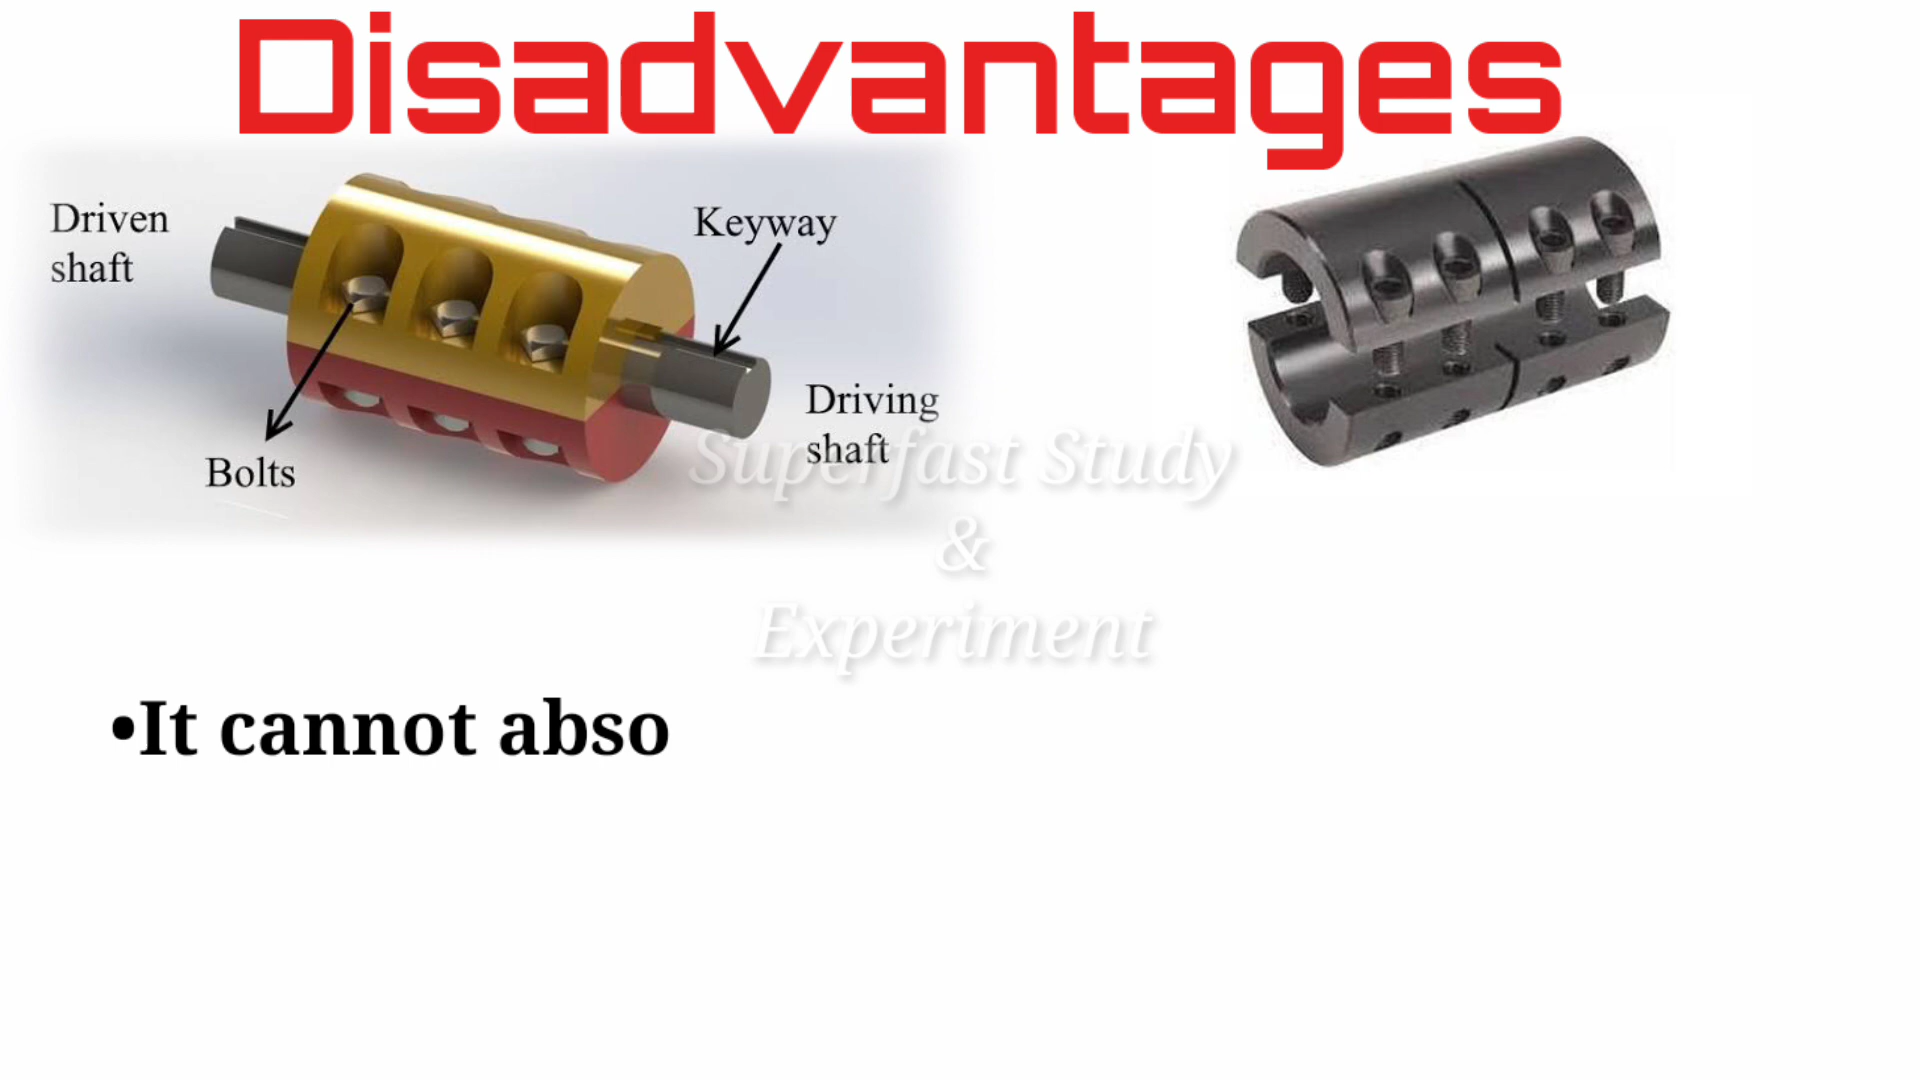 Disadvantages
Driven
shaft
Keyway
Driving
shaft
Bolts
Superfast Study
&
Experiment
•It cannot abso